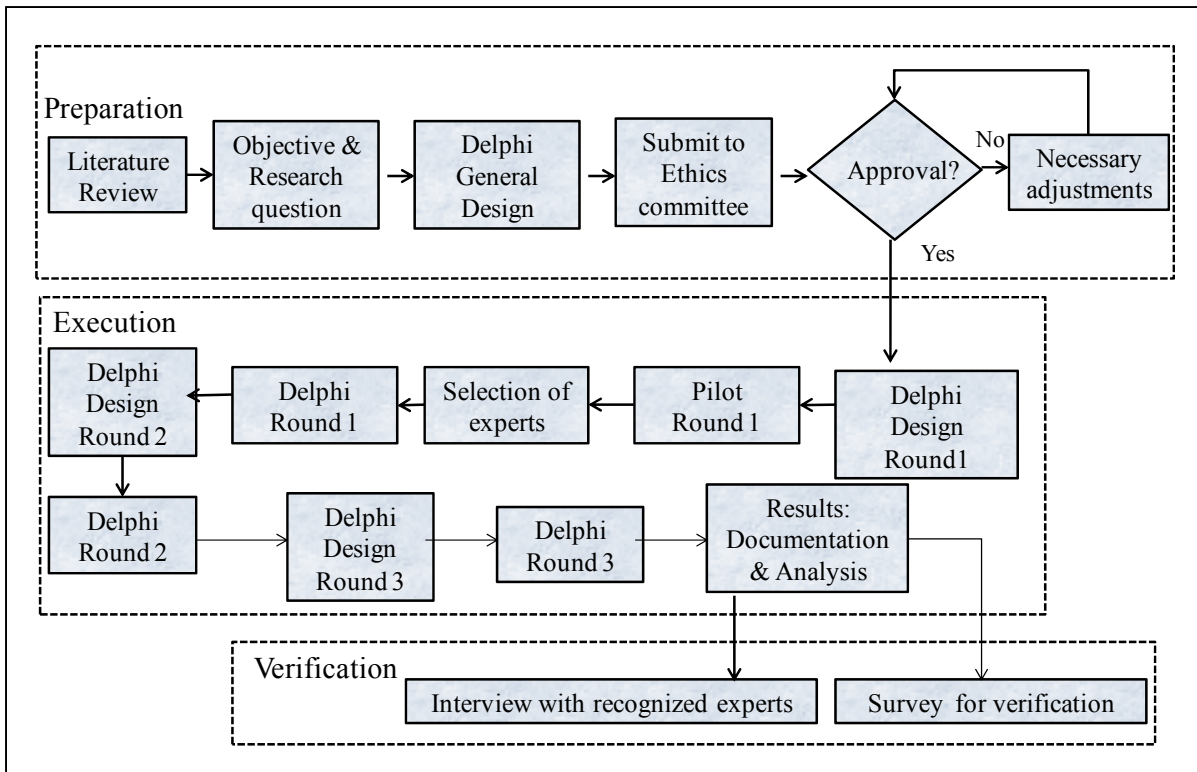 Preparation
Literature
Review
Objective &
Research
question
Delphi
General
Design
Submit to
Ethics
committee
Approval?
No
Necessary
adjustments
Yes
Execution
Delphi
Design
Round 2
Delphi
Round 1
Selection of
experts
Pilot
Round 1
Delphi
Design
Round1
Delphi
Round 2
Delphi
Design
Round 3
Delphi
Round 3
Results:
Documentation
& Analysis
Verification
Interview with recognized experts
Survey for verification